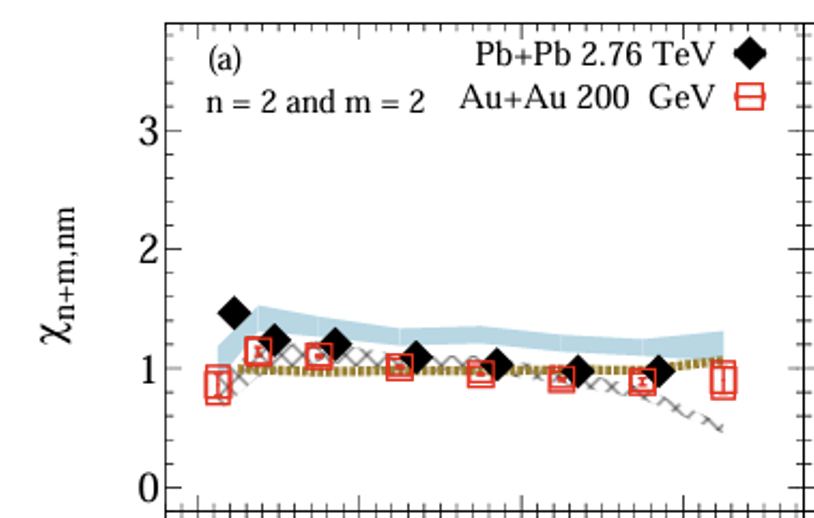 (a)
Pb+Pb 2.76 TeV
n = 2 and m = 2
Au+Au 200 GeV
3
2
1
0
χn+m,nm